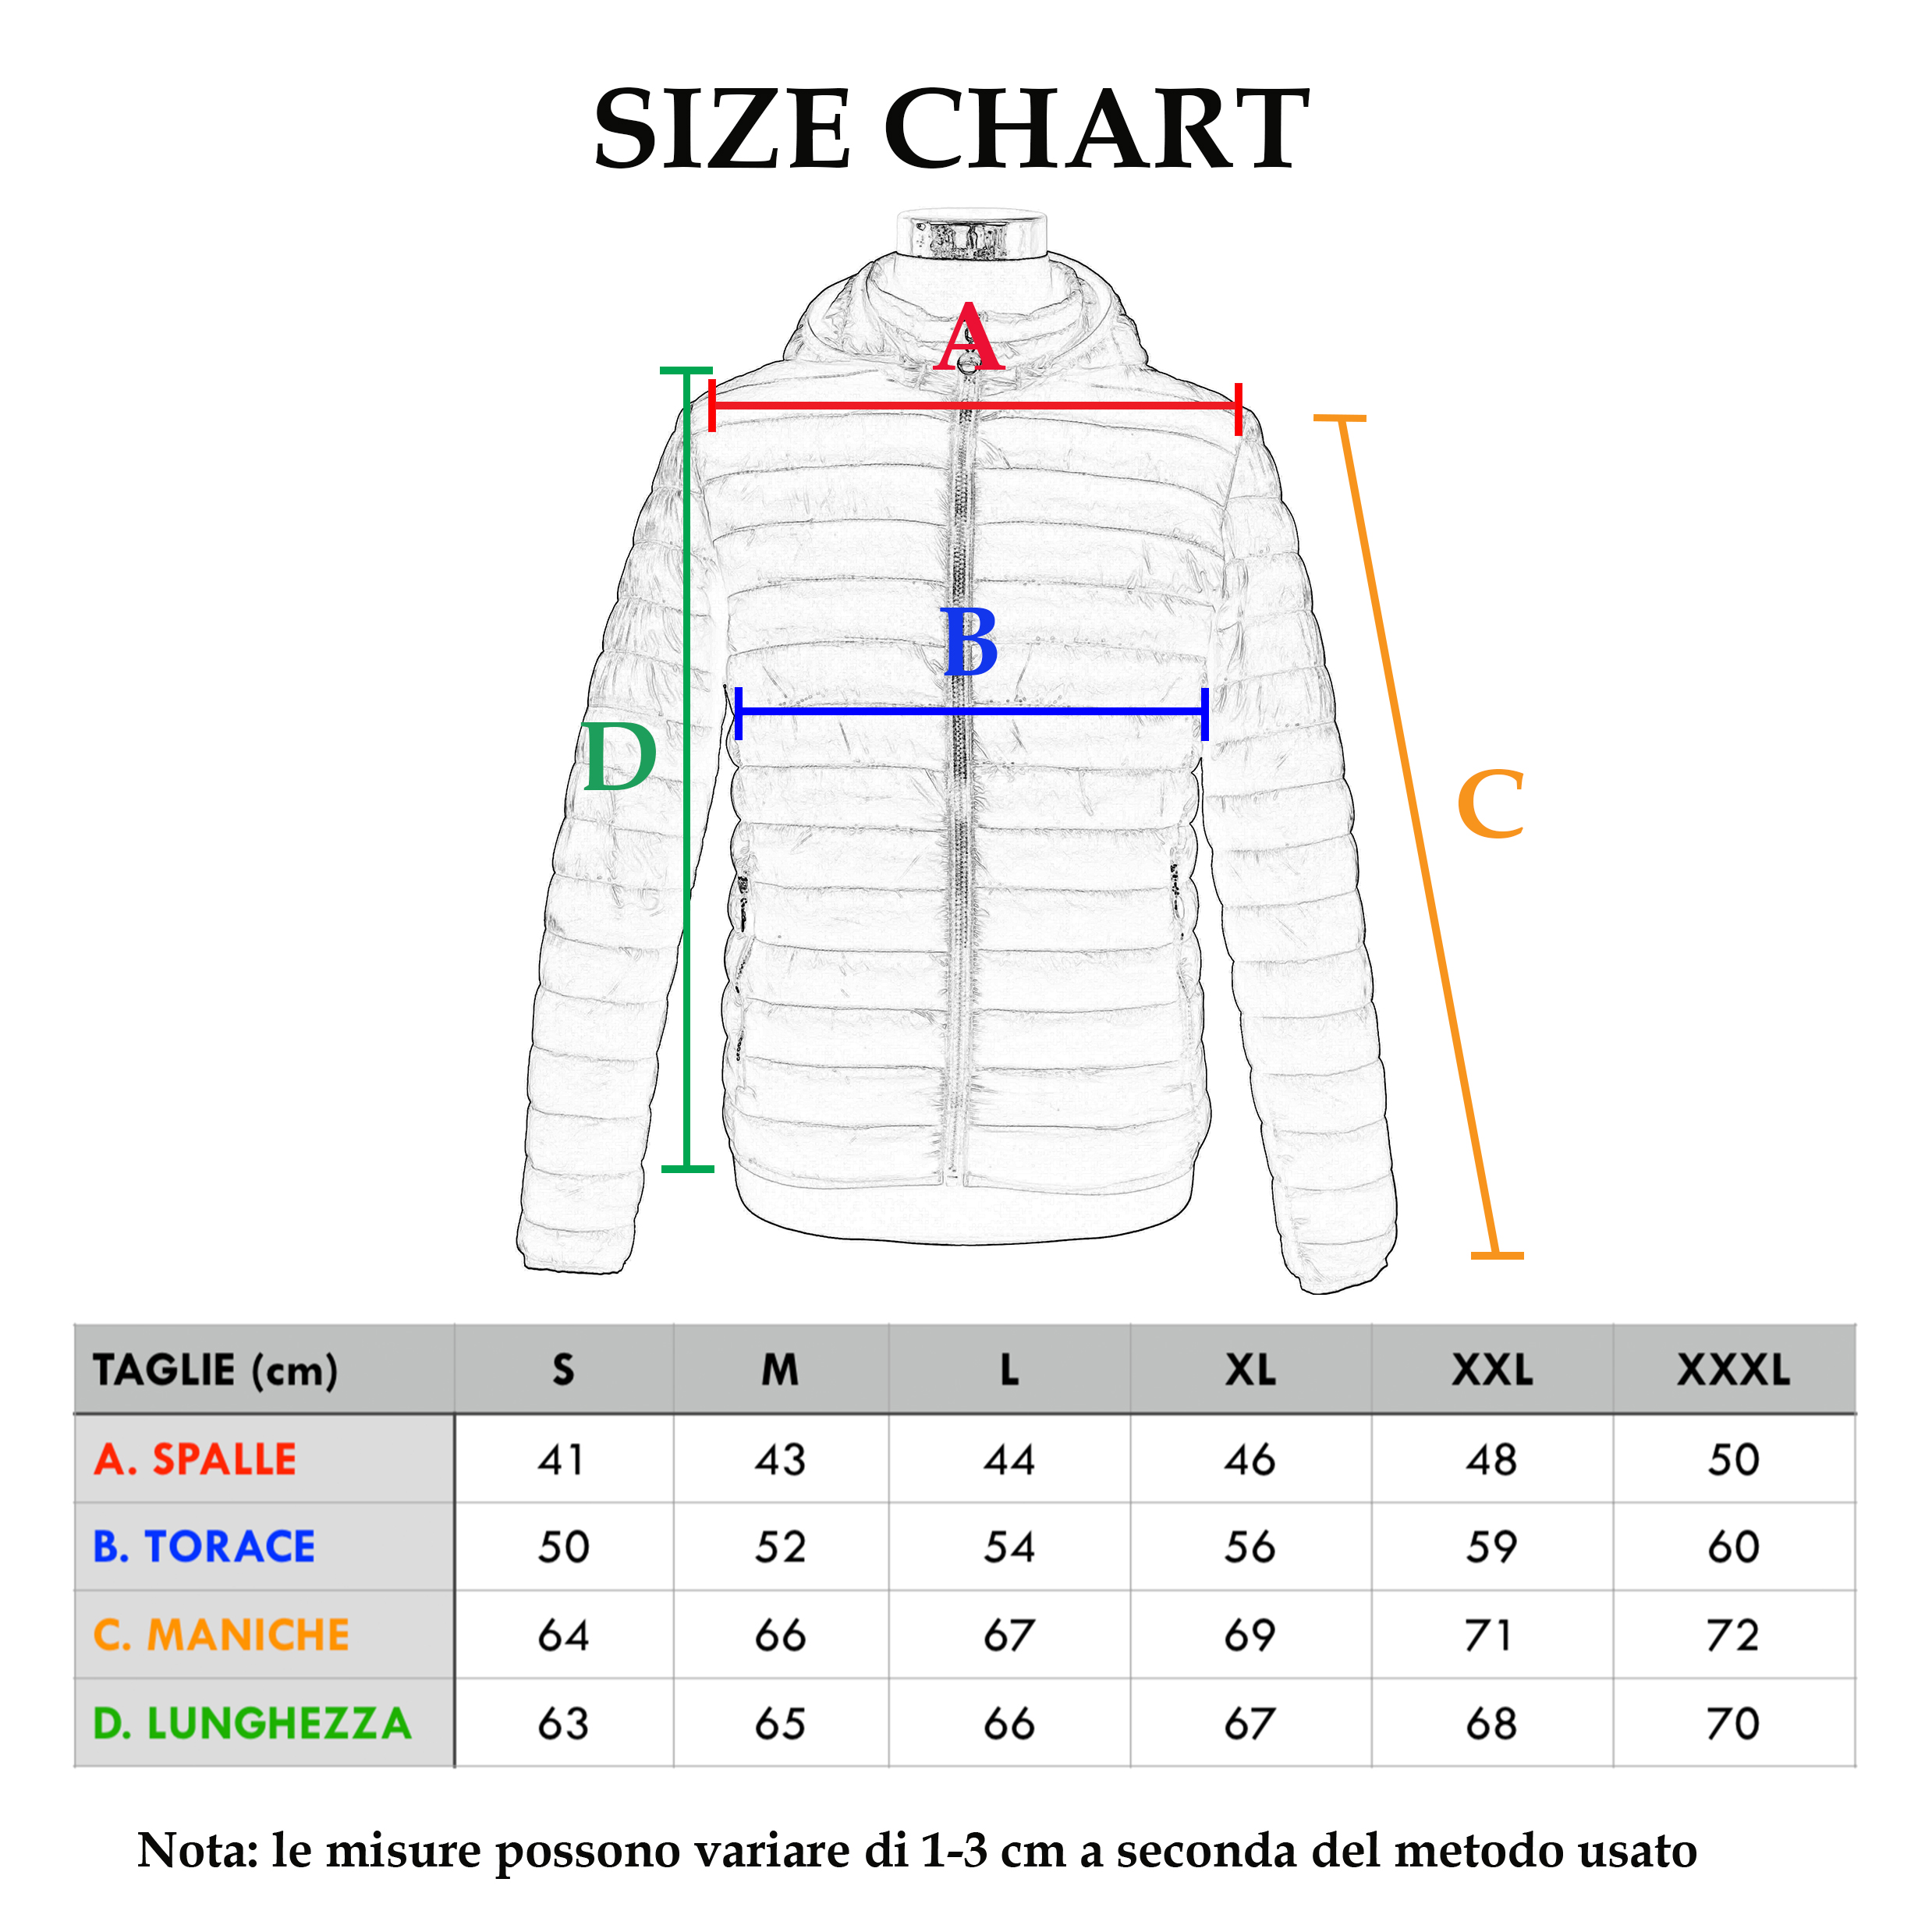 SIZE CHART
A
B
D
C
TAGLIE (cm) S M L XL XXL XXXL
A. SPALLE 41 43 44 46 48 50
B. TORACE 50 52 54 56 59 60
C. MANICHE 64 66 67 69 71 72
D. LUNGHEZZA 63 65 66 67 68 70
Nota: le misure possono variare di 1-3 cm a seconda del metodo usato